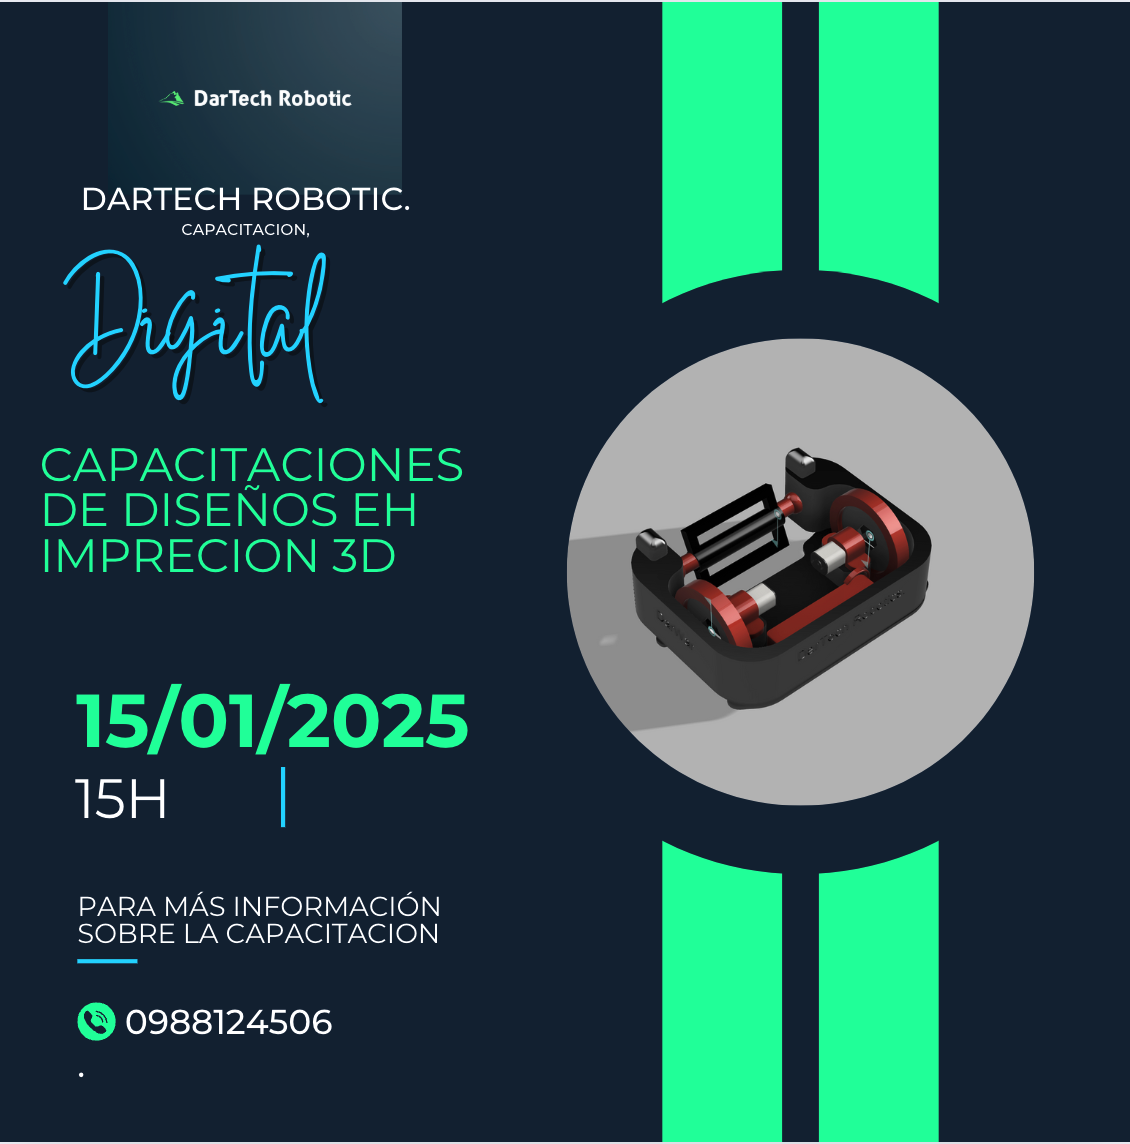 DarTech Robotic
DARTECH ROBOTIC.
CAPACITACION,
Digital
CAPACITACIONES
DE DISEÑOS EH
IMPRECION 3D
15/01/2025
15H
PARA MÁS INFORMACIÓN
SOBRE LA CAPACITACION
0988124506
.